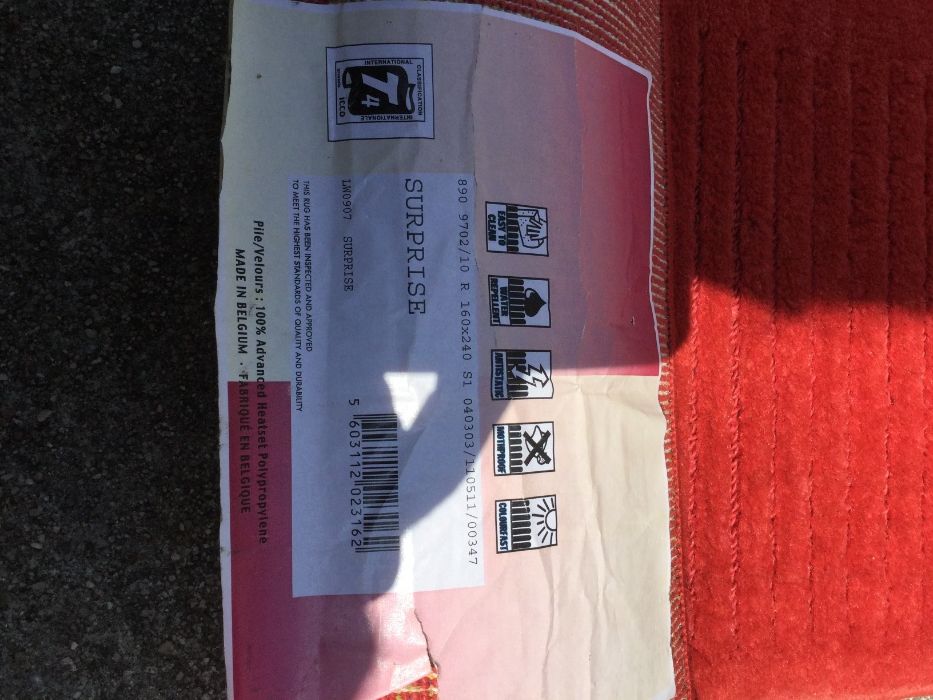 INTERNATIONAL
CLASSIFICATION
INTERNATIONALE
ICCO
T4
890 9702/10 R 160x240 S1 040303/110511/00347
SURPRISE
LW0907 SURPRISE
THIS RUG HAS BEEN INSPECTED AND APPROVED
TO MEET THE HIGHEST STANDARDS OF QUALITY AND DURABILITY
5 603112 023162
EASY TO
CLEAN
WATER
REPELLENT
ANTISTATIC
MOTHPROOF
COLOURFAST
Pile/Velours : 100% Advanced Heatset Polypropylene
MADE IN BELGIUM · FABRIQUÉ EN BELGIQUE